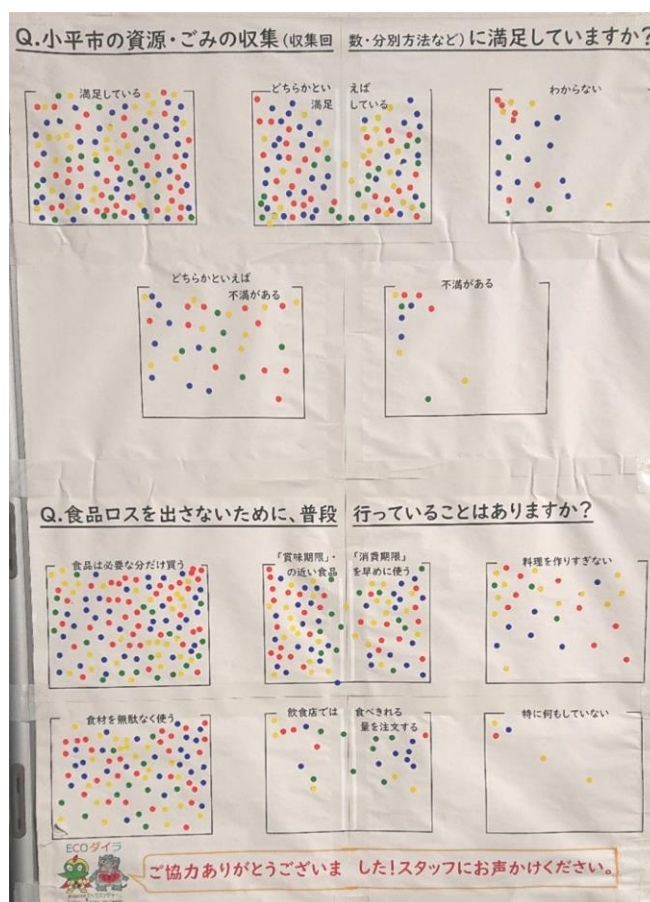 Q.小平市の資源・ごみの収集(収集回数・分別方法など)に満足していますか?
満足している
どちらかといえば
満足している
わからない
どちらかといえば
不満がある
不満がある
Q.食品ロスを出さないために、普段行っていることはありますか?
食品は必要な分だけ買う
「賞味期限」・「消費期限」
の近い食品を早めに使う
料理を作りすぎない
食材を無駄なく使う
飲食店では食べきれる
量を注文する
特に何もしていない
ECOダイラ
ご協力ありがとうございました!スタッフにお声かけください。